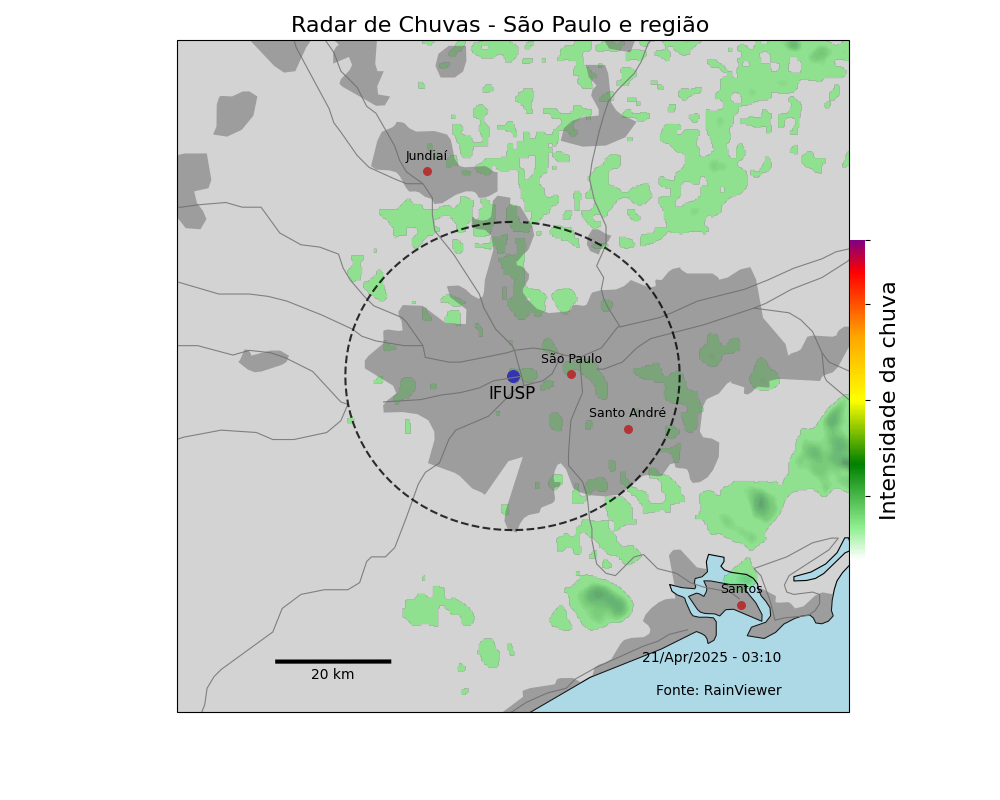 Radar de Chuvas - São Paulo e região
Jundiaí
São Paulo
IFUSP
Santo André
Intensidade da chuva
Santos
21/Apr/2025 - 03:10
20 km
Fonte: RainViewer